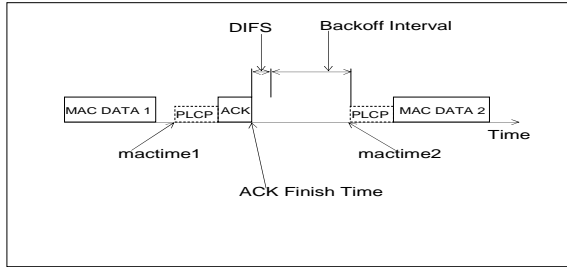 DIFS
Backoff Interval
MAC DATA 1
PLCP
ACK
PLCP
MAC DATA 2
Time
mactime1
mactime2
ACK Finish Time